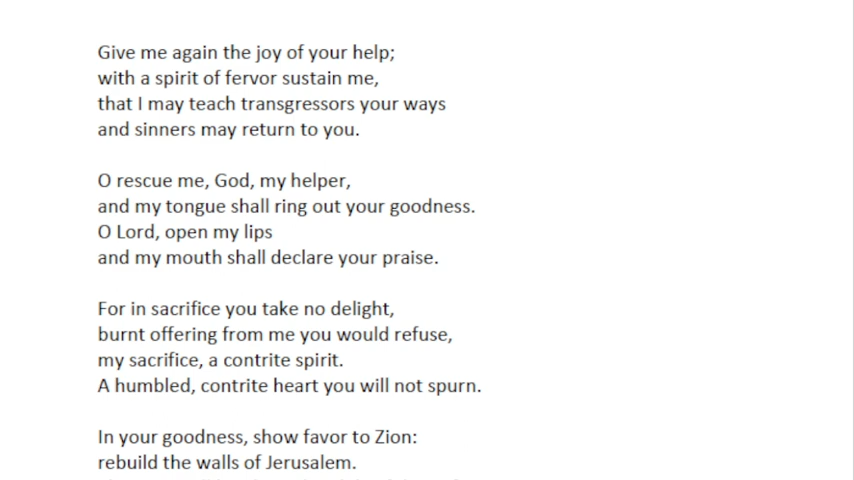 Give me again the joy of your help;
with a spirit of fervor sustain me,
that I may teach transgressors your ways
and sinners may return to you.

O rescue me, God, my helper,
and my tongue shall ring out your goodness.
O Lord, open my lips
and my mouth shall declare your praise.

For in sacrifice you take no delight,
burnt offering from me you would refuse,
my sacrifice, a contrite spirit.
A humbled, contrite heart you will not spurn.

In your goodness, show favor to Zion:
rebuild the walls of Jerusalem.